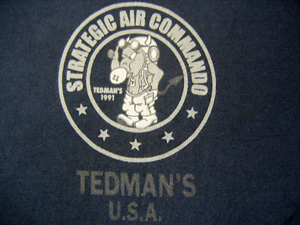 STRATEGIC AIR COMMANDO
TEDMAN'S
1991
TEDMAN'S
U.S.A.